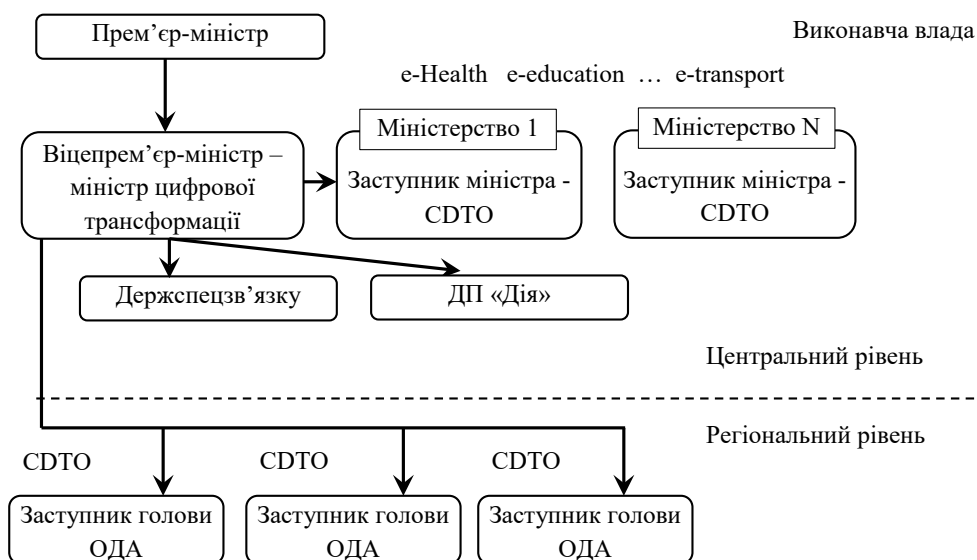 Прем’єр-міністр
Виконавча влада
e-Health e-education … e-transport
Міністерство 1
Міністерство N
Віцепрем’єр-міністр –
міністр цифрової
трансформації
Заступник міністра -
CDTO
Заступник міністра -
CDTO
Держспецзв’язку
ДП «Дія»
Центральний рівень
Регіональний рівень
CDTO
CDTO
CDTO
Заступник голови
ОДА
Заступник голови
ОДА
Заступник голови
ОДА